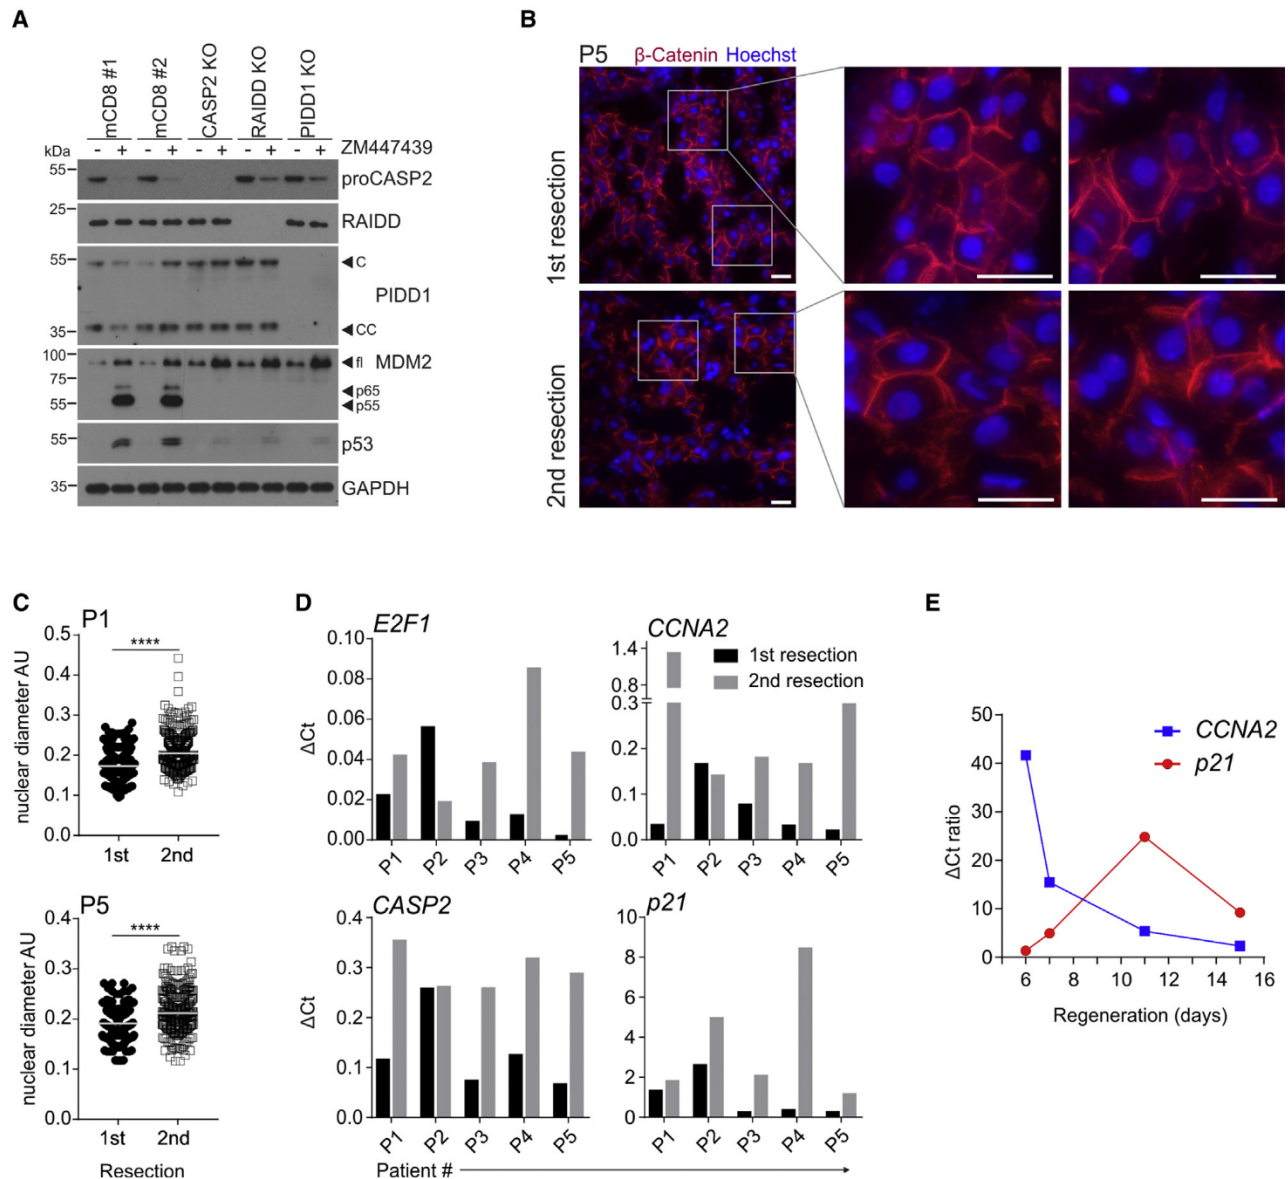 A
mCD8 #1
mCD8 #2
CASP2 KO
RAIDD KO
PIDD1 KO
kDa
- + - + - + - + - + ZM447439
55
proCASP2
25
RAIDD
55
◀C
PIDD1
35
◀CC
100
◀fl MDM2
75
◀p65
55
◀p55
55
p53
35
GAPDH
B
P5 β-Catenin Hoechst
1st resection
2nd resection
C
P1
****
nuclear diameter AU
0.5
0.4
0.3
0.2
0.1
0.0
1st 2nd
P5
****
nuclear diameter AU
0.4
0.3
0.2
0.1
0.0
1st 2nd
Resection
D
E2F1
ΔCt
0.10
0.08
0.06
0.04
0.02
0.00
P1 P2 P3 P4 P5
CCNA2
1st resection
2nd resection
1.4
0.8
0.3
0.2
0.1
0.0
P1 P2 P3 P4 P5
CASP2
ΔCt
0.4
0.3
0.2
0.1
0.0
P1 P2 P3 P4 P5
p21
10
8
6
4
2
0
P1 P2 P3 P4 P5
Patient #
E
CCNA2
p21
ΔCt ratio
50
40
30
20
10
0
6 8 10 12 14 16
Regeneration (days)